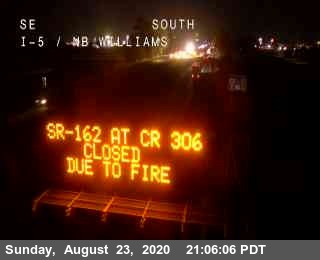 SE SOUTH
I-5 / NB WILLIAMS
SR-162 AT CR 306
CLOSED
DUE TO FIRE
Sunday, August 23, 2020 21:06:06 PDT